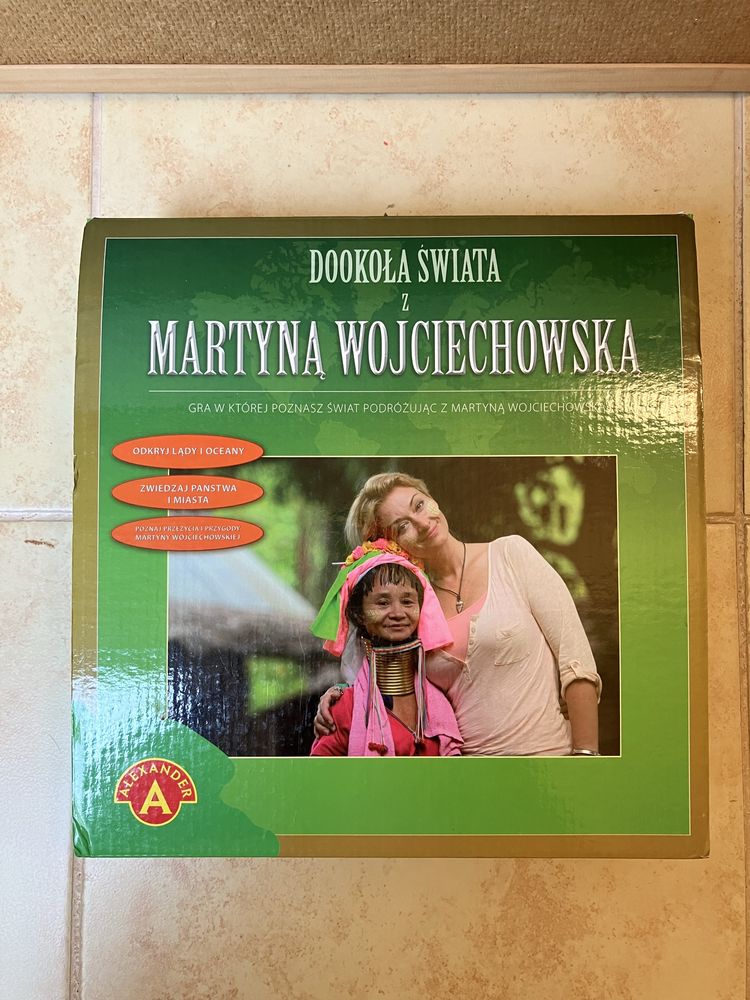 DOOKOŁA ŚWIATA
Z
MARTYNĄ WOJCIECHOWSKĄ
GRA W KTÓREJ POZNASZ ŚWIAT PODRÓŻUJĄC Z MARTYNĄ WOJCIECHOWSKĄ
ODKRYJ LĄDY I OCEANY
ZWIEDZAJ PAŃSTWA
I MIASTA
POZNAJ PRZEŻYCIA I PRZYGODY
MARTYNY WOJCIECHOWSKIEJ
ALEXANDER
A